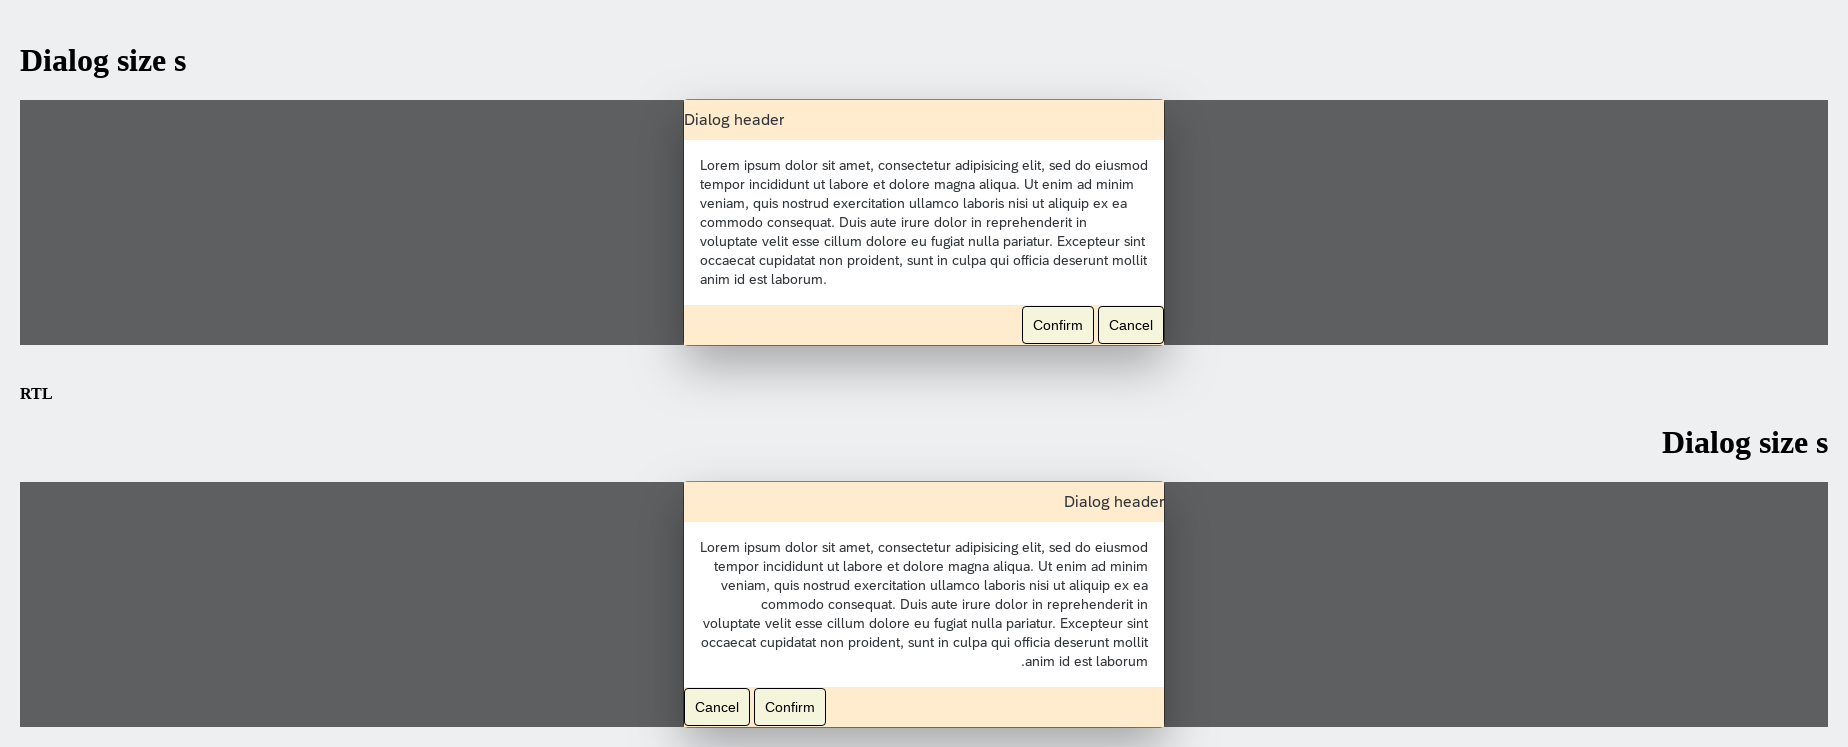 Dialog size s
Dialog header
Lorem ipsum dolor sit amet, consectetur adipisicing elit, sed do eiusmod
tempor incididunt ut labore et dolore magna aliqua. Ut enim ad minim
veniam, quis nostrud exercitation ullamco laboris nisi ut aliquip ex ea
commodo consequat. Duis aute irure dolor in reprehenderit in
voluptate velit esse cillum dolore eu fugiat nulla pariatur. Excepteur sint
occaecat cupidatat non proident, sunt in culpa qui officia deserunt mollit
anim id est laborum.
Confirm Cancel
RTL
Dialog size s
Dialog header
Lorem ipsum dolor sit amet, consectetur adipisicing elit, sed do eiusmod
tempor incididunt ut labore et dolore magna aliqua. Ut enim ad minim
veniam, quis nostrud exercitation ullamco laboris nisi ut aliquip ex ea
commodo consequat. Duis aute irure dolor in reprehenderit in
voluptate velit esse cillum dolore eu fugiat nulla pariatur. Excepteur sint
occaecat cupidatat non proident, sunt in culpa qui officia deserunt mollit
.anim id est laborum
Cancel Confirm